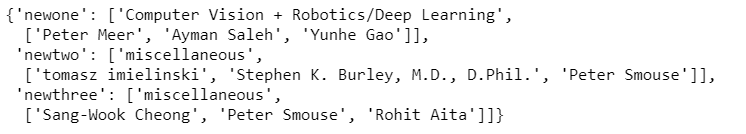 {'newone': ['Computer Vision + Robotics/Deep Learning',
['Peter Meer', 'Ayman Saleh', 'Yunhe Gao']],
'newtwo': ['miscellaneous',
['tomasz imielinski', 'Stephen K. Burley, M.D., D.Phil.', 'Peter Smouse']],
'newthree': ['miscellaneous',
['Sang-Wook Cheong', 'Peter Smouse', 'Rohit Aita']]}